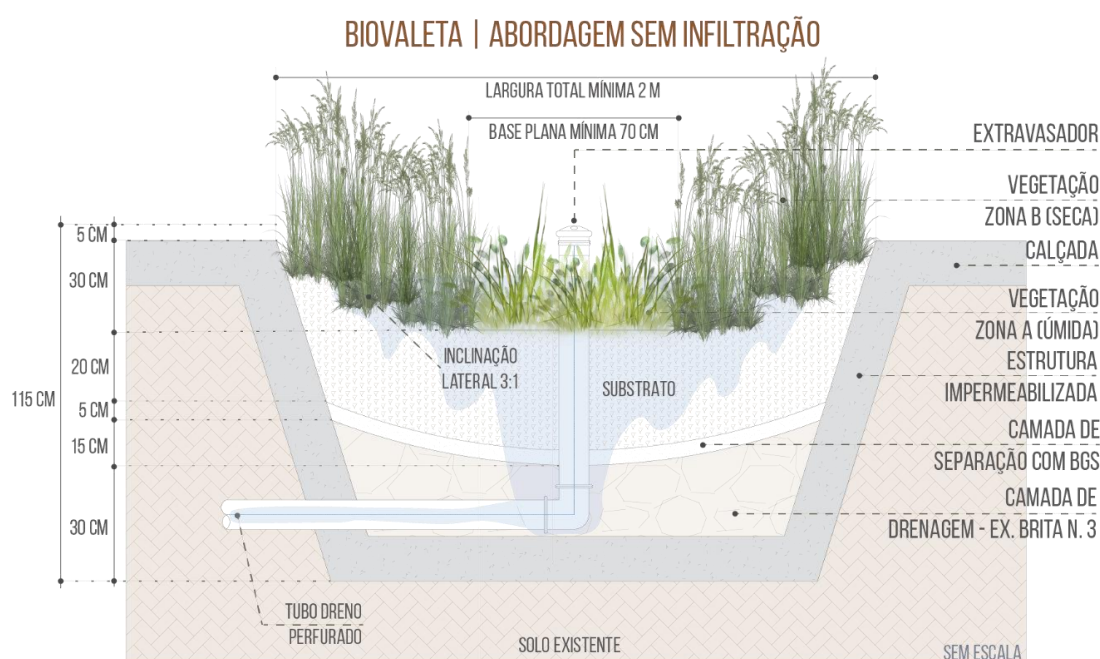 BIOVALETA | ABORDAGEM SEM INFILTRAÇÃO
LARGURA TOTAL MÍNIMA 2 M
BASE PLANA MÍNIMA 70 CM
EXTRAVASADOR
VEGETAÇÃO
ZONA B (SECA)
CALÇADA
VEGETAÇÃO
ZONA A (ÚMIDA)
ESTRUTURA
IMPERMEABILIZADA
CAMADA DE
SEPARAÇÃO COM BGS
CAMADA DE
DRENAGEM - EX. BRITA N. 3
5 CM
30 CM
20 CM
115 CM
5 CM
15 CM
30 CM
INCLINAÇÃO
LATERAL 3:1
SUBSTRATO
TUBO DRENO
PERFURADO
SOLO EXISTENTE
SEM ESCALA